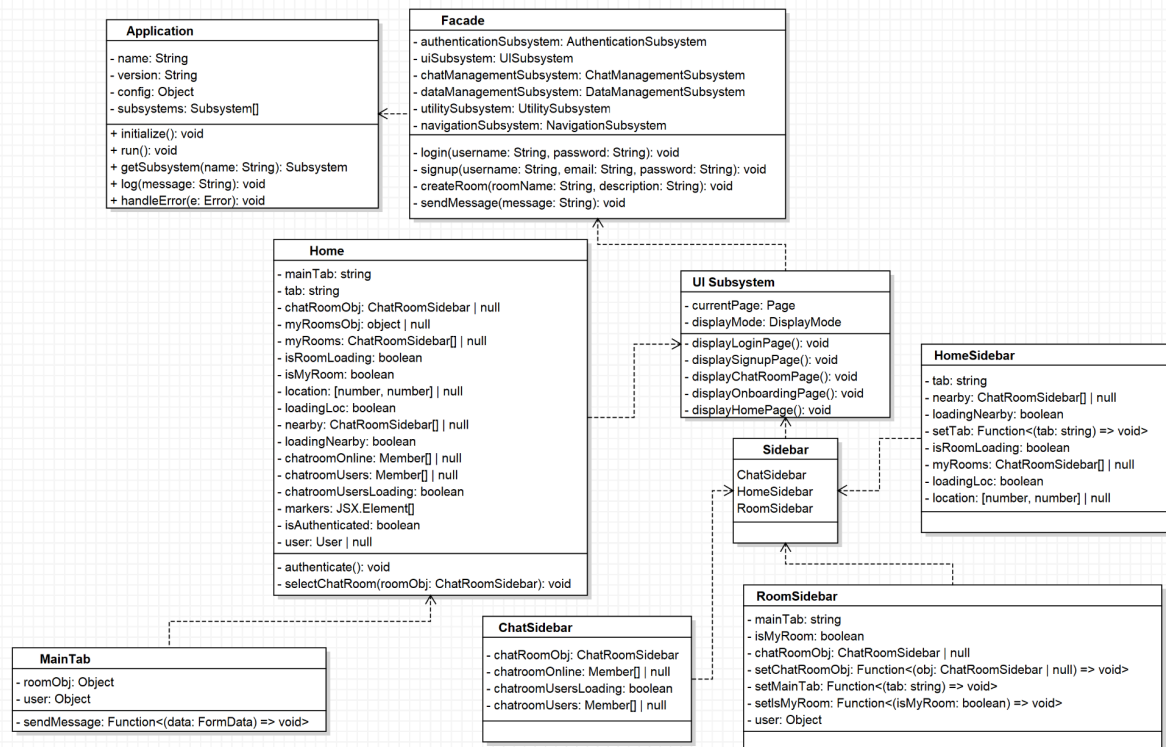 Application
- name: String
- version: String
- config: Object
- subsystems: Subsystem[]
+ initialize(): void
+ run(): void
+ getSubsystem(name: String): Subsystem
+ log(message: String): void
+ handleError(e: Error): void
Facade
- authenticationSubsystem: AuthenticationSubsystem
- uiSubsystem: UISubsystem
- chatManagementSubsystem: ChatManagementSubsystem
- dataManagementSubsystem: DataManagementSubsystem
- utilitySubsystem: UtilitySubsystem
- navigationSubsystem: NavigationSubsystem
- login(username: String, password: String): void
- signup(username: String, email: String, password: String): void
- createRoom(roomName: String, description: String): void
- sendMessage(message: String): void
Home
- mainTab: string
- tab: string
- chatRoomObj: ChatRoomSidebar | null
- myRoomsObj: object | null
- myRooms: ChatRoomSidebar[] | null
- isRoomLoading: boolean
- isMyRoom: boolean
- location: [number, number] | null
- loadingLoc: boolean
- nearby: ChatRoomSidebar[] | null
- loadingNearby: boolean
- chatroomOnline: Member[] | null
- chatroomUsers: Member[] | null
- chatroomUsersLoading: boolean
- markers: JSX.Element[]
- isAuthenticated: boolean
- user: User | null
- authenticate(): void
- selectChatRoom(roomObj: ChatRoomSidebar): void
UI Subsystem
- currentPage: Page
- displayMode: DisplayMode
- displayLoginPage(): void
- displaySignupPage(): void
- displayChatRoomPage(): void
- displayOnboardingPage(): void
- displayHomePage(): void
HomeSidebar
- tab: string
- nearby: ChatRoomSidebar[] | null
- loadingNearby: boolean
- setTab: Function<(tab: string) => void>
- isRoomLoading: boolean
- myRooms: ChatRoomSidebar[] | null
- loadingLoc: boolean
- location: [number, number] | null
Sidebar
ChatSidebar
HomeSidebar
RoomSidebar
MainTab
- roomObj: Object
- user: Object
- sendMessage: Function<(data: FormData) => void>
ChatSidebar
- chatRoomObj: ChatRoomSidebar
- chatroomOnline: Member[] | null
- chatroomUsersLoading: boolean
- chatroomUsers: Member[] | null
RoomSidebar
- mainTab: string
- isMyRoom: boolean
- chatRoomObj: ChatRoomSidebar | null
- setChatRoomObj: Function<(obj: ChatRoomSidebar | null) => void>
- setMainTab: Function<(tab: string) => void>
- setIsMyRoom: Function<(isMyRoom: boolean) => void>
- user: Object